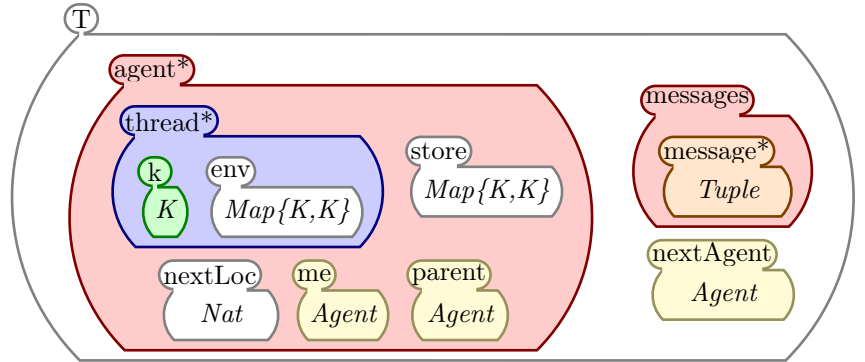 T
agent*
messages
thread*
message*
store
k
env
K
Map{K,K}
Map{K,K}
Tuple
nextAgent
nextLoc
me
parent
Nat
Agent
Agent
Agent